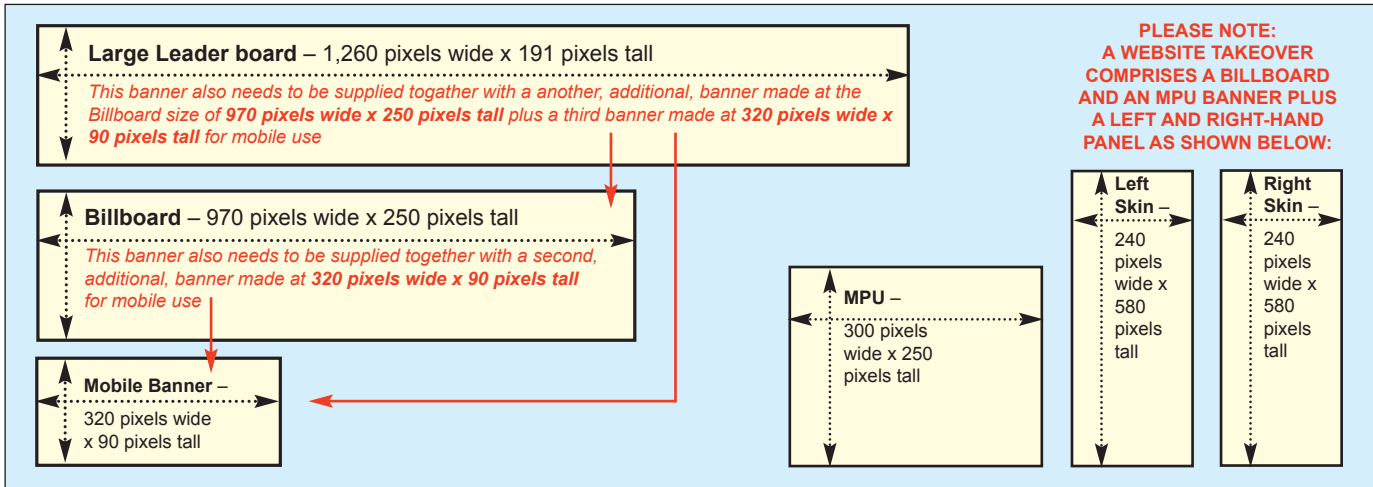 Large Leader board – 1,260 pixels wide x 191 pixels tall
This banner also needs to be supplied together with a another, additional, banner made at the
Billboard size of 970 pixels wide x 250 pixels tall plus a third banner made at 320 pixels wide x
90 pixels tall for mobile use
Billboard – 970 pixels wide x 250 pixels tall
This banner also needs to be supplied together with a second,
additional, banner made at 320 pixels wide x 90 pixels tall
for mobile use
Mobile Banner –
320 pixels wide
x 90 pixels tall
MPU –
300 pixels
wide x 250
pixels tall
PLEASE NOTE:
A WEBSITE TAKEOVER
COMPRISES A BILLBOARD
AND AN MPU BANNER PLUS
A LEFT AND RIGHT-HAND
PANEL AS SHOWN BELOW:
Left
Skin –
240
pixels
wide x
580
pixels
tall
Right
Skin –
240
pixels
wide x
580
pixels
tall